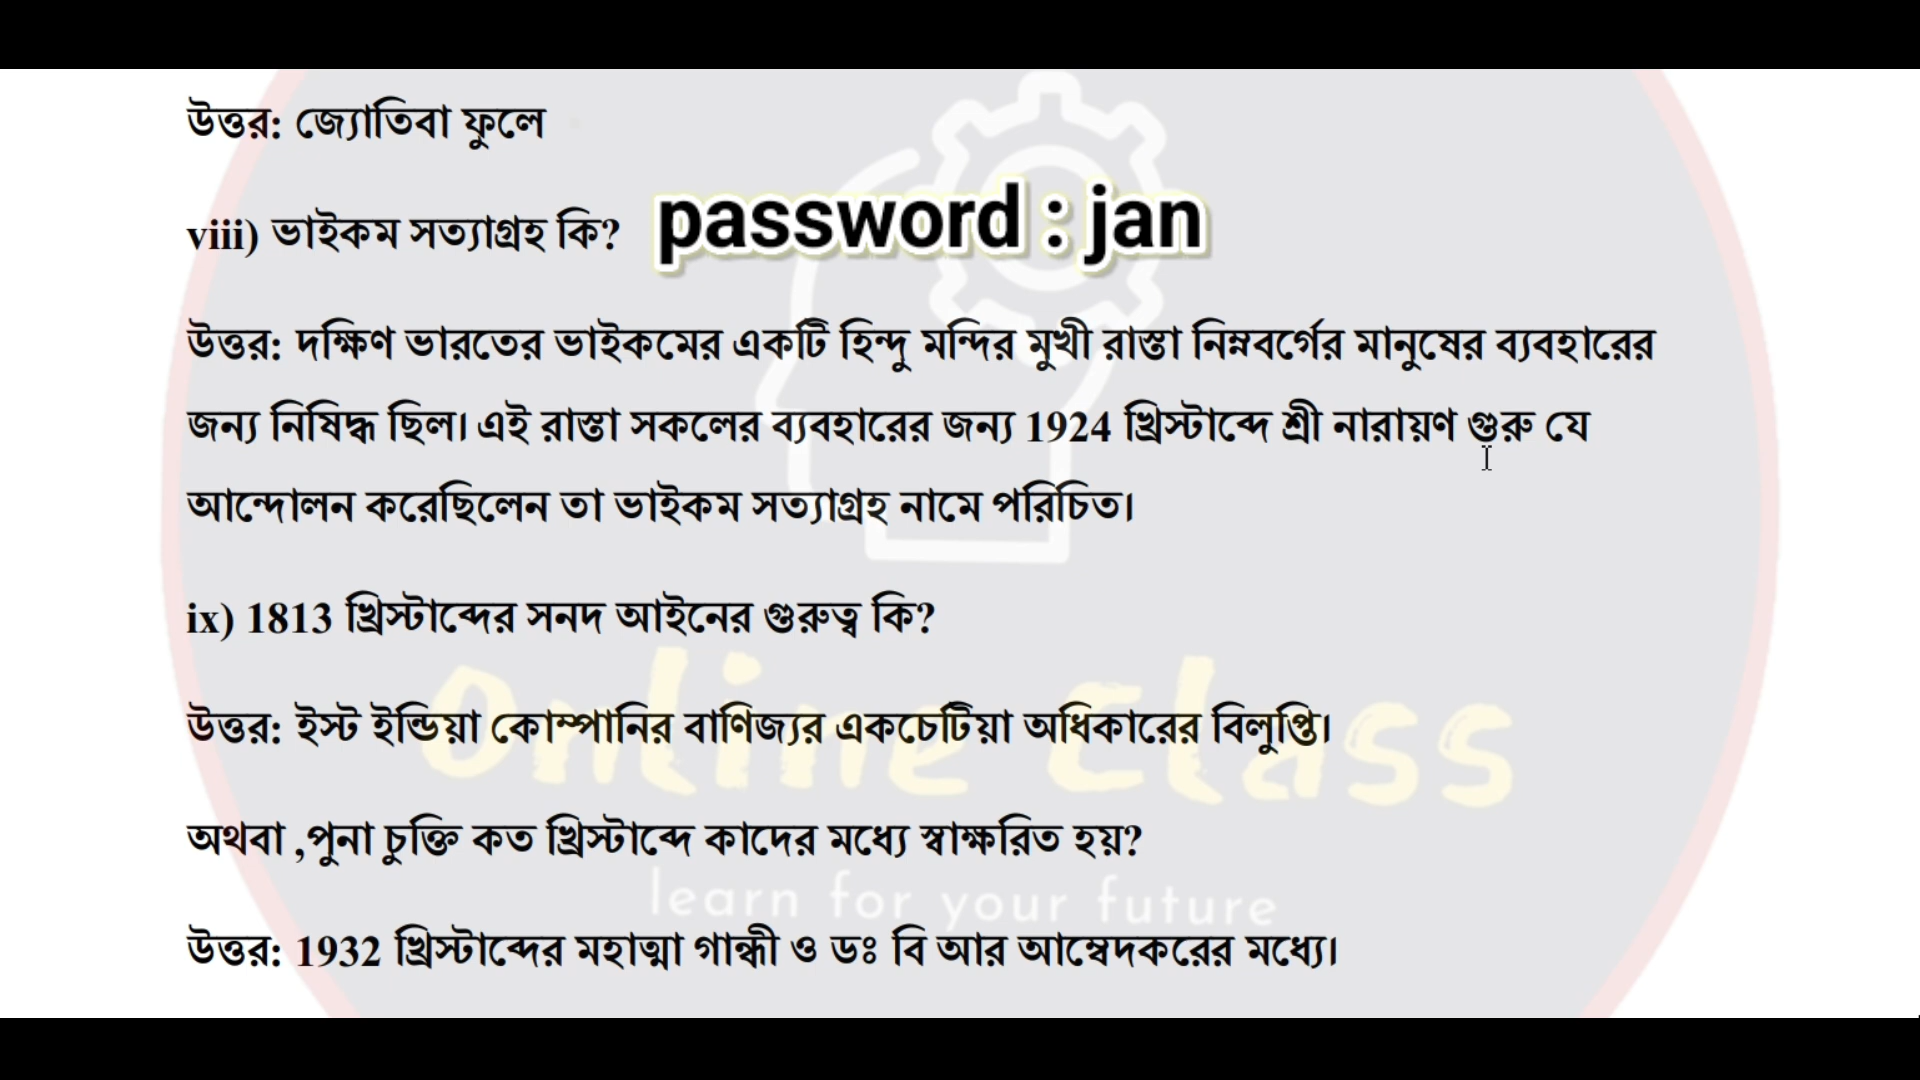 উত্তর: জ্যোতিবা ফুলে
viii) ভাইকম সত্যাগ্রহ কি?
password : jan
উত্তর: দক্ষিণ ভারতের ভাইকমের একটি হিন্দু মন্দির মুখী রাস্তা নিম্নবর্গের মানুষের ব্যবহারের
জন্য নিষিদ্ধ ছিল। এই রাস্তা সকলের ব্যবহারের জন্য 1924 খ্রিস্টাব্দে শ্রী নারায়ণ গুরু যে
আন্দোলন করেছিলেন তা ভাইকম সত্যাগ্রহ নামে পরিচিত।
ix) 1813 খ্রিস্টাব্দের সনদ আইনের গুরুত্ব কি?
Online Class
উত্তর: ইস্ট ইন্ডিয়া কোম্পানির বাণিজ্যর একচেটিয়া অধিকারের বিলুপ্তি।
অথবা ,পুনা চুক্তি কত খ্রিস্টাব্দে কাদের মধ্যে স্বাক্ষরিত হয়?
learn for your future
উত্তর: 1932 খ্রিস্টাব্দের মহাত্মা গান্ধী ও ডঃ বি আর আম্বেদকরের মধ্যে।